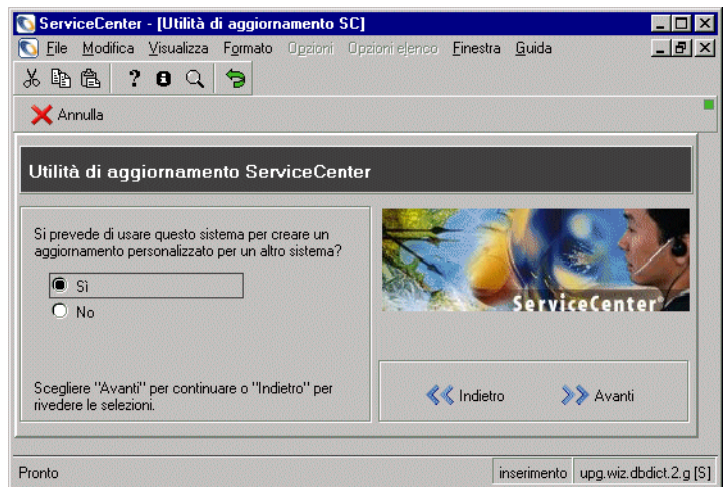 ServiceCenter - [Utilità di aggiornamento SC]
File Modifica Visualizza Formato Opzioni Opzioni elenco Finestra Guida
Annulla
Utilità di aggiornamento ServiceCenter
Si prevede di usare questo sistema per creare un
aggiornamento personalizzato per un altro sistema?
Sì
No
ServiceCenter®
Scegliere "Avanti" per continuare o "Indietro" per
rivedere le selezioni.
Indietro Avanti
Pronto inserimento upg.wiz.dbdict.2.g [S]